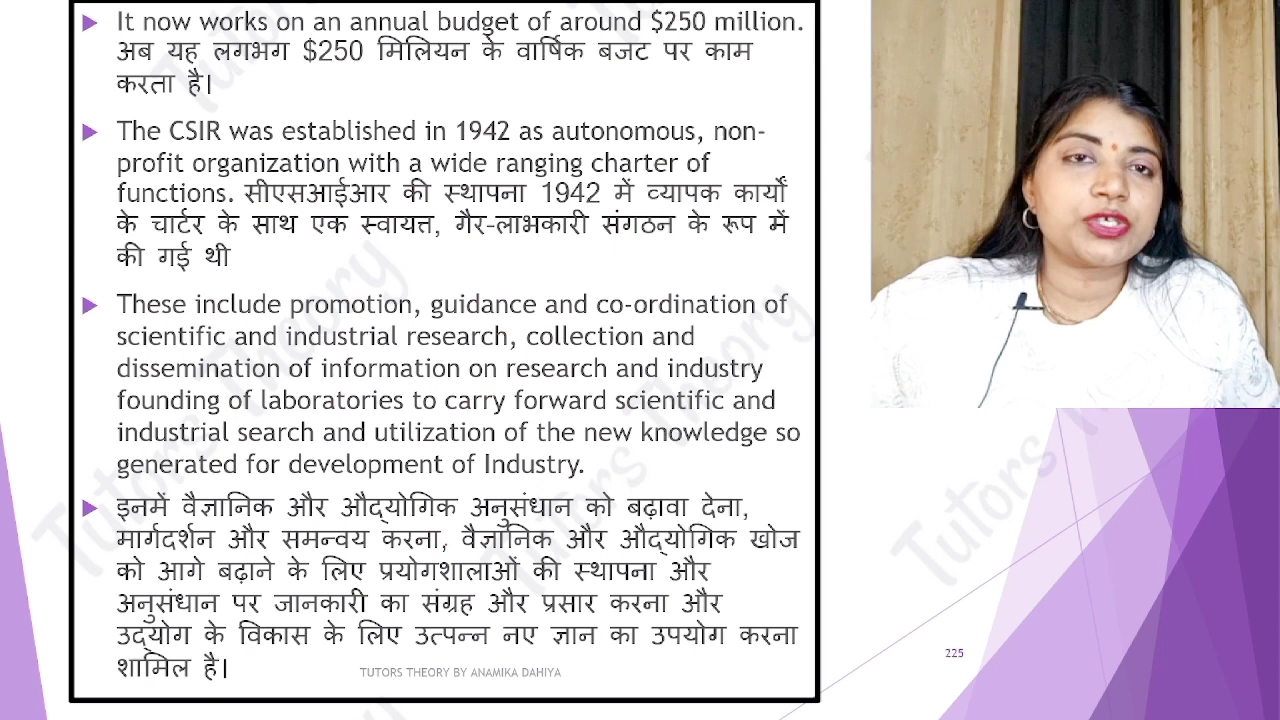 It now works on an annual budget of around $250 million.
अब यह लगभग $250 मिलियन के वार्षिक बजट पर काम
करता है।
The CSIR was established in 1942 as autonomous, non-
profit organization with a wide ranging charter of
functions. सीएसआईआर की स्थापना 1942 में व्यापक कार्यों
के चार्टर के साथ एक स्वायत्त, गैर-लाभकारी संगठन के रूप में
की गई थी
These include promotion, guidance and co-ordination of
scientific and industrial research, collection and
dissemination of information on research and industry
founding of laboratories to carry forward scientific and
industrial search and utilization of the new knowledge so
generated for development of Industry.
इनमें वैज्ञानिक और औद्योगिक अनुसंधान को बढ़ावा देना,
मार्गदर्शन और समन्वय करना, वैज्ञानिक और औद्योगिक खोज
को आगे बढ़ाने के लिए प्रयोगशालाओं की स्थापना और
अनुसंधान पर जानकारी का संग्रह और प्रसार करना और
उद्योग के विकास के लिए उत्पन्न नए ज्ञान का उपयोग करना
शामिल है।
TUTORS THEORY BY ANAMIKA DAHIYA
225
Tutors Theory
Tutors Theory